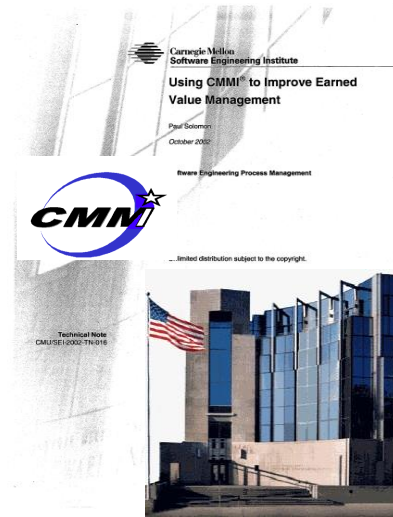 Carnegie Mellon
Software Engineering Institute
Using CMMI® to Improve Earned
Value Management
Paul Solomon
October 2002
ftware Engineering Process Management
CMMI
limited distribution subject to the copyright.
Technical Note
CMU/SEI-2002-TN-016